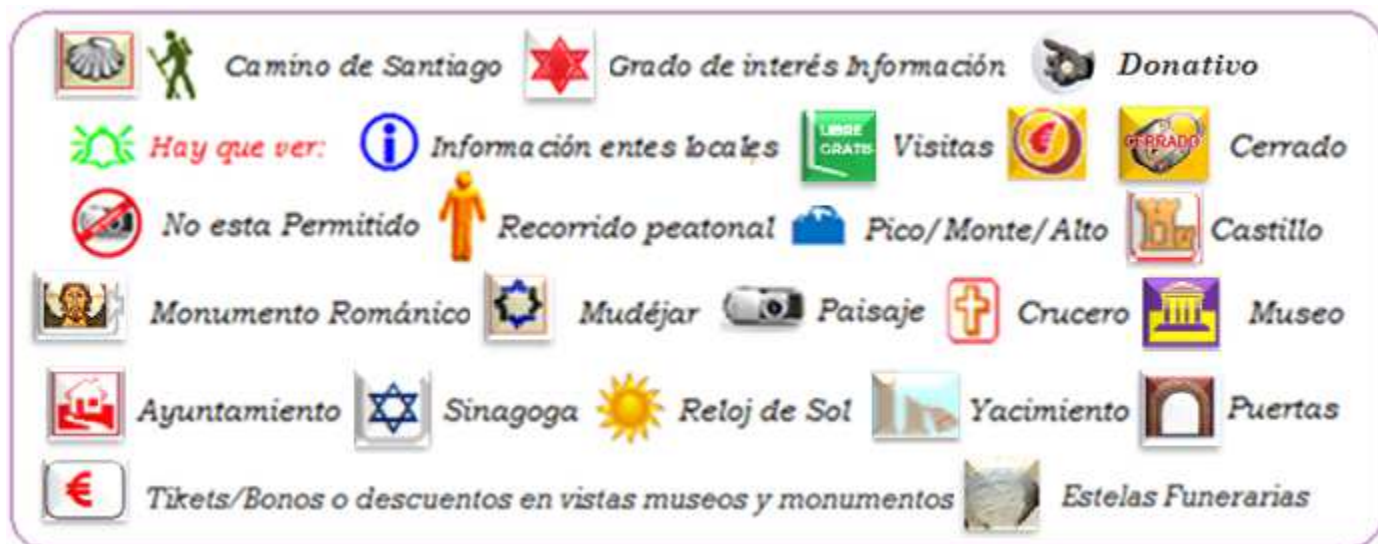 Camino de Santiago Grado de interés Información Donativo
Hay que ver: i Información entes locales LIBRE GRATIS Visitas € CERRADO Cerrado
No esta Permitido Recorrido peatonal Pico/Monte/Alto Castillo
Monumento Románico Mudéjar Paisaje Crucero Museo
Ayuntamiento Sinagoga Reloj de Sol Yacimiento Puertas
€ Tikets/Bonos o descuentos en vistas museos y monumentos Estelas Funerarias